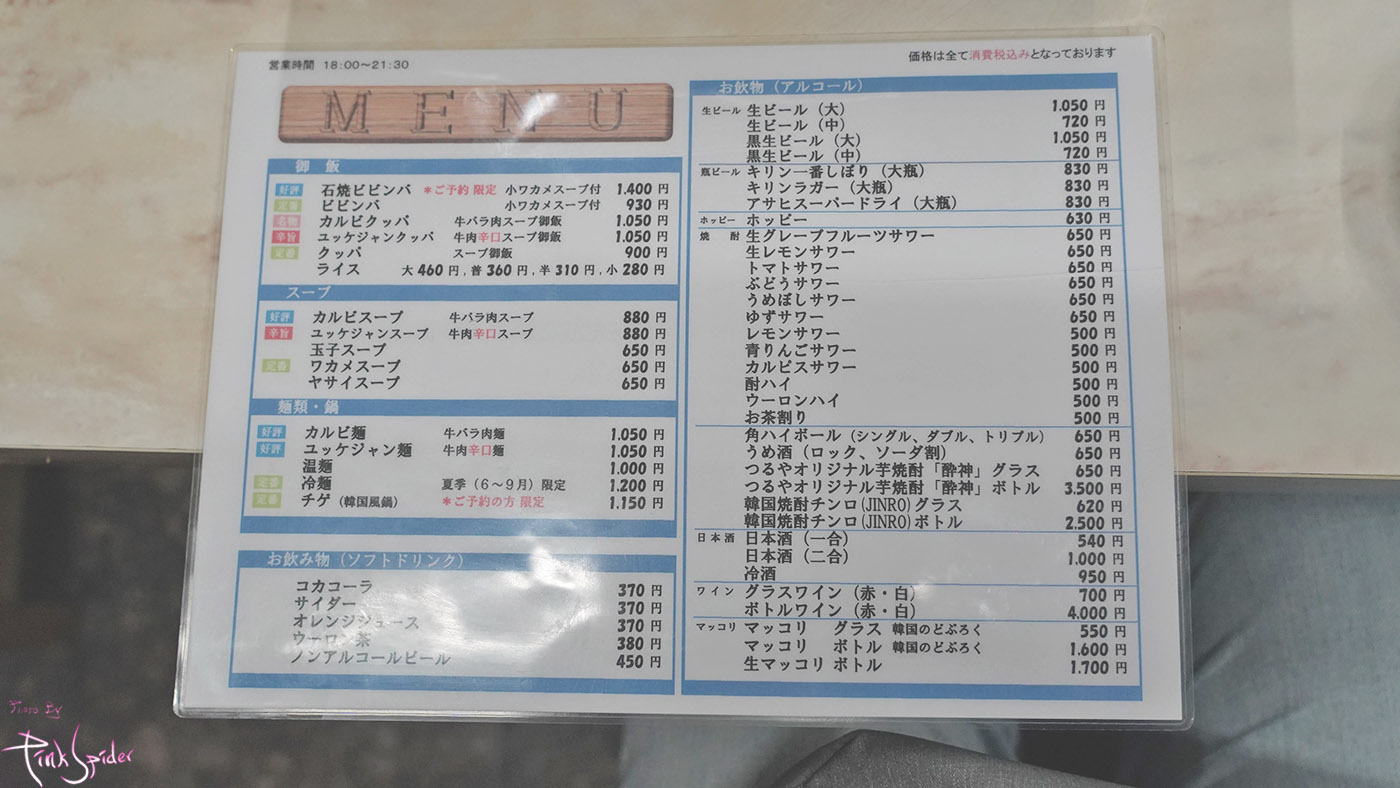 営業時間 18:00～21:30
MENU
御 飯
好評 石焼ビビンバ ＊ご予約 限定 小ワカメスープ付 1.400 円
定番 ビビンバ 小ワカメスープ付 930 円
名物 カルビクッパ 牛バラ肉スープ御飯 1.050 円
辛旨 ユッケジャンクッパ 牛肉辛口スープ御飯 1.050 円
定番 クッパ スープ御飯 900 円
ライス 大 460 円, 普 360 円, 半 310 円, 小 280 円
スープ
好評 カルビスープ 牛バラ肉スープ 880 円
辛旨 ユッケジャンスープ 牛肉辛口スープ 880 円
玉子スープ 650 円
定番 ワカメスープ 650 円
ヤサイスープ 650 円
麺類・鍋
好評 カルビ麺 牛バラ肉麺 1.050 円
好評 ユッケジャン麺 牛肉辛口麺 1.050 円
温麺 1.000 円
定番 冷麺 夏季（6～9月）限定 1.200 円
定番 チゲ（韓国風鍋） ＊ご予約の方 限定 1.150 円
お飲み物（ソフトドリンク）
コカコーラ 370 円
サイダー 370 円
オレンジジュース 370 円
ウーロン茶 380 円
ノンアルコールビール 450 円
価格は全て消費税込みとなっております
お飲物（アルコール）
生ビール 生ビール（大） 1.050 円
生ビール（中） 720 円
黒生ビール（大） 1.050 円
黒生ビール（中） 720 円
瓶ビール キリン一番しぼり（大瓶） 830 円
キリンラガー（大瓶） 830 円
アサヒスーパードライ（大瓶） 830 円
ホッピー ホッピー 630 円
焼 酎 生グレープフルーツサワー 650 円
生レモンサワー 650 円
トマトサワー 650 円
ぶどうサワー 650 円
うめぼしサワー 650 円
ゆずサワー 650 円
レモンサワー 500 円
青りんごサワー 500 円
カルピスサワー 500 円
酎ハイ 500 円
ウーロンハイ 500 円
お茶割り 500 円
角ハイボール（シングル、ダブル、トリプル） 650 円
うめ酒（ロック、ソーダ割） 650 円
つるやオリジナル芋焼酎「酔神」グラス 650 円
つるやオリジナル芋焼酎「酔神」ボトル 3.500 円
韓国焼酎チンロ(JINRO)グラス 620 円
韓国焼酎チンロ(JINRO)ボトル 2.500 円
日本酒 日本酒（一合） 540 円
日本酒（二合） 1.000 円
冷酒 950 円
ワイン グラスワイン（赤・白） 700 円
ボトルワイン（赤・白） 4.000 円
マッコリ マッコリ グラス 韓国のどぶろく 550 円
マッコリ ボトル 韓国のどぶろく 1.600 円
生マッコリ ボトル 1.700 円
Photo By
PinkSpider